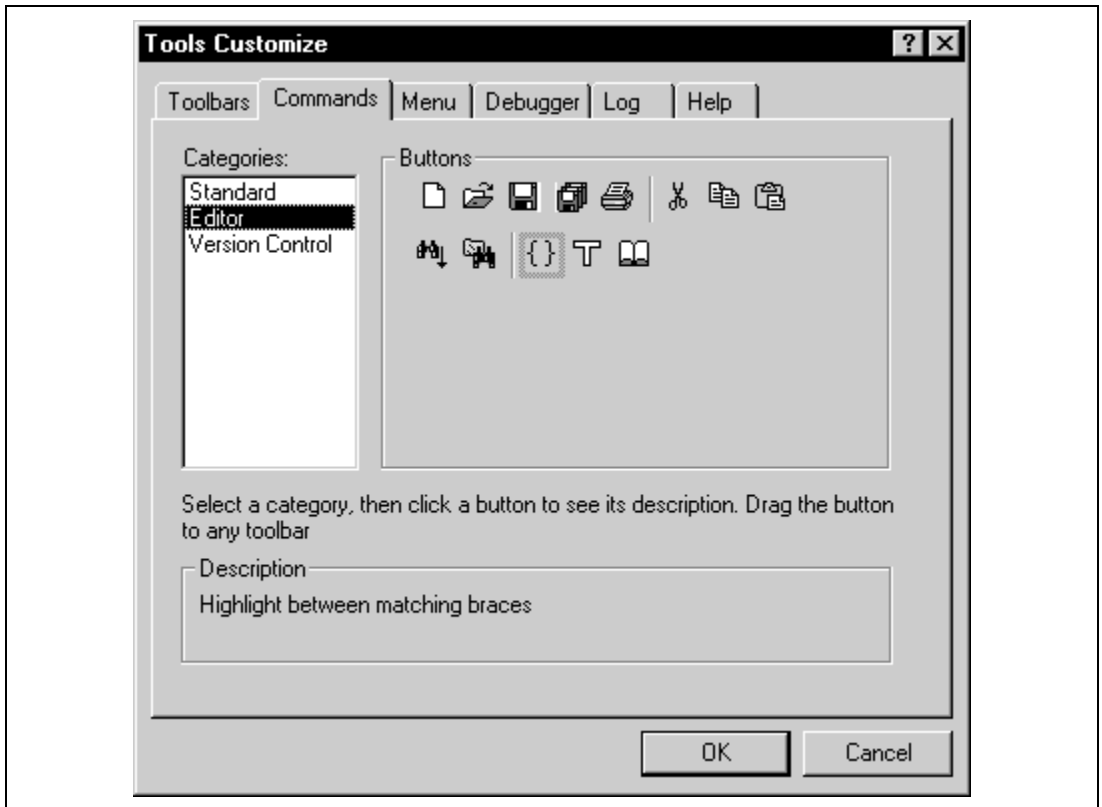 Tools Customize
Toolbars Commands Menu Debugger Log Help
Categories:
Standard
Editor
Version Control
Buttons
{ } T
Select a category, then click a button to see its description. Drag the button
to any toolbar
Description
Highlight between matching braces
OK Cancel